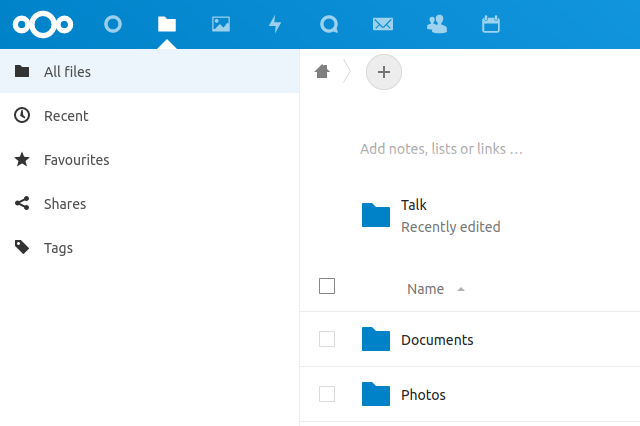 All files
Recent
Favourites
Shares
Tags
Add notes, lists or links ...
Talk
Recently edited
Name
Documents
Photos